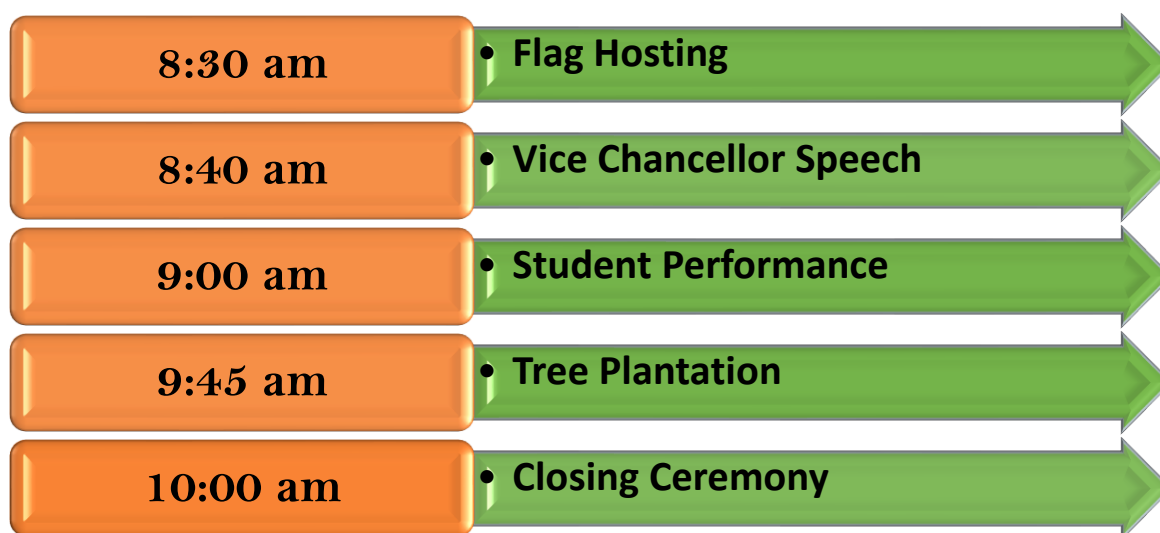 8:30 am
• Flag Hosting
8:40 am
• Vice Chancellor Speech
9:00 am
• Student Performance
9:45 am
• Tree Plantation
10:00 am
• Closing Ceremony